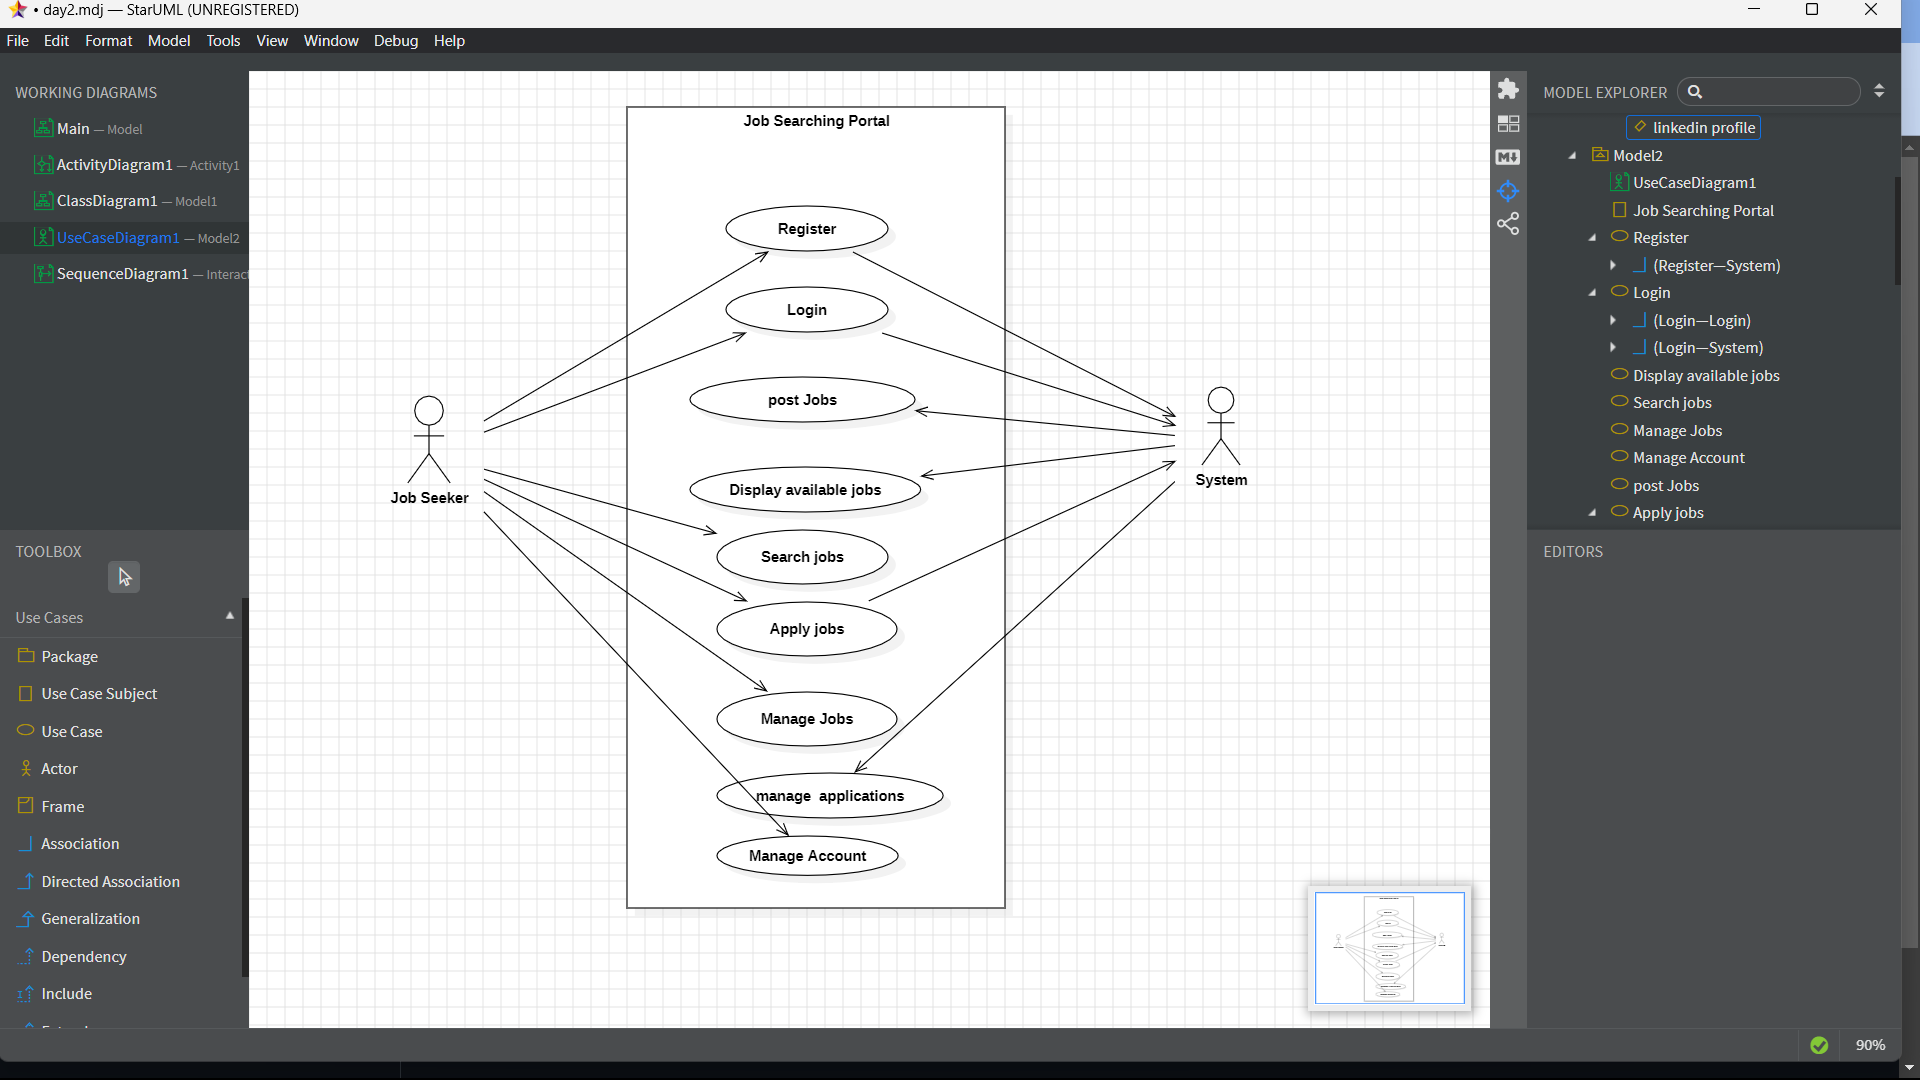 • day2.mdj — StarUML (UNREGISTERED)
File Edit Format Model Tools View Window Debug Help
WORKING DIAGRAMS
Main — Model
ActivityDiagram1 — Activity1
ClassDiagram1 — Model1
UseCaseDiagram1 — Model2
SequenceDiagram1 — Interact
TOOLBOX
Use Cases
Package
Use Case Subject
Use Case
Actor
Frame
Association
Directed Association
Generalization
Dependency
Include
Job Searching Portal
Register
Login
post Jobs
Display available jobs
Search jobs
Apply jobs
Manage Jobs
manage  applications
Manage Account
Job Seeker
System
MODEL EXPLORER
linkedin profile
Model2
UseCaseDiagram1
Job Searching Portal
Register
(Register—System)
Login
(Login—Login)
(Login—System)
Display available jobs
Search jobs
Manage Jobs
Manage Account
post Jobs
Apply jobs
EDITORS
90%